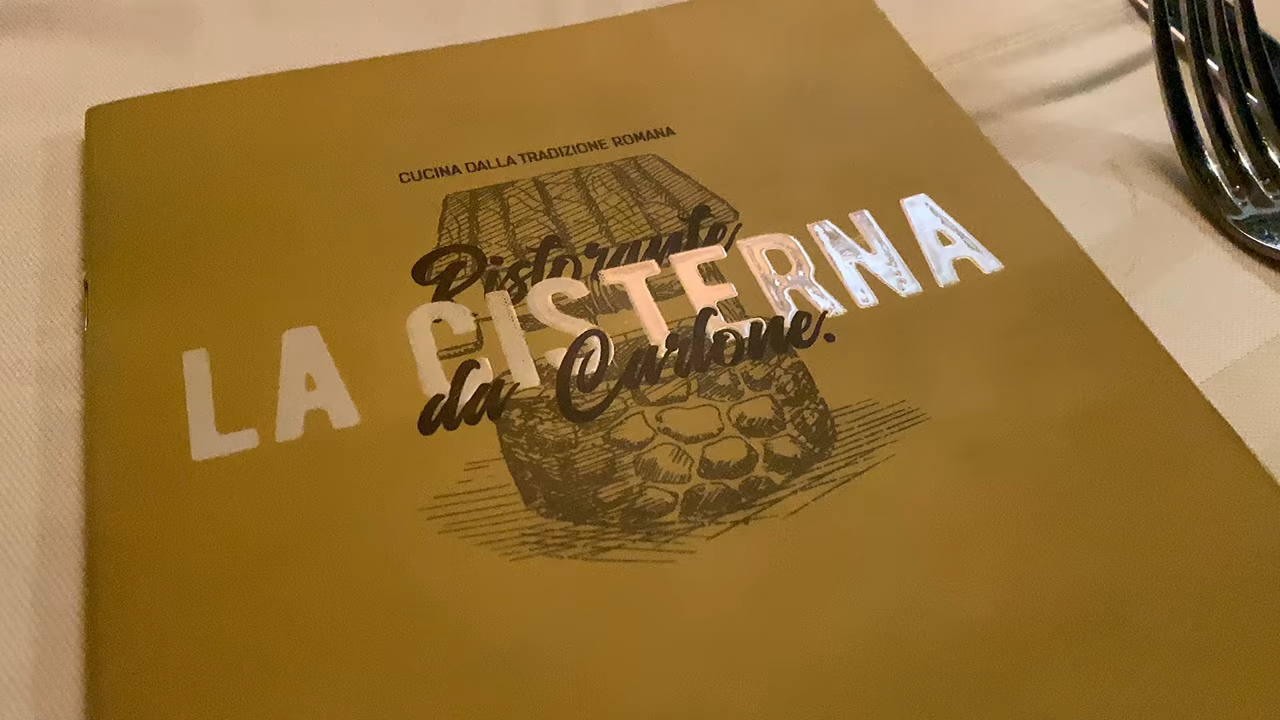 CUCINA DALLA TRADIZIONE ROMANA
Ristorante
LA CISTERNA
da Carlone.